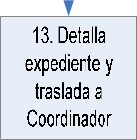 13. Detalla
expediente y
traslada a
Coordinador